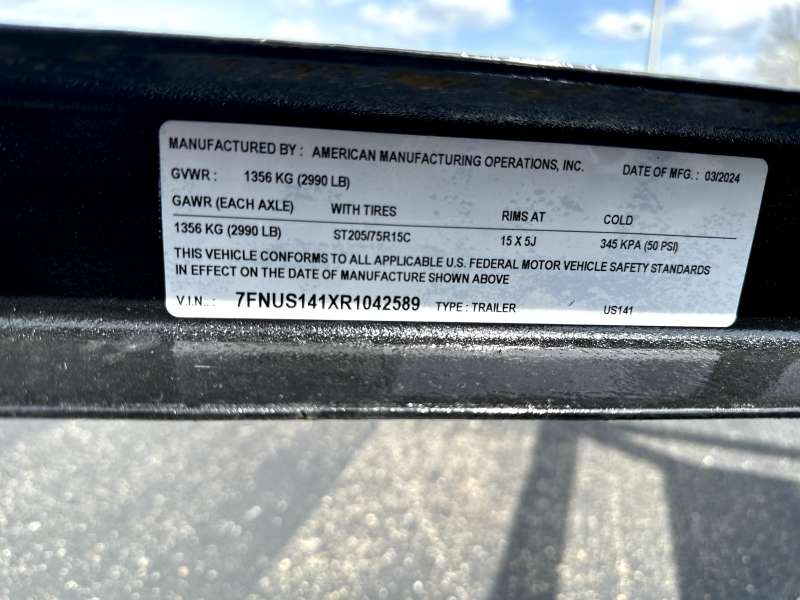 MANUFACTURED BY : AMERICAN MANUFACTURING OPERATIONS, INC. DATE OF MFG. : 03/2024
GVWR : 1356 KG (2990 LB)
GAWR (EACH AXLE) WITH TIRES RIMS AT COLD
1356 KG (2990 LB) ST205/75R15C 15 X 5J 345 KPA (50 PSI)
THIS VEHICLE CONFORMS TO ALL APPLICABLE U.S. FEDERAL MOTOR VEHICLE SAFETY STANDARDS
IN EFFECT ON THE DATE OF MANUFACTURE SHOWN ABOVE
V.I.N.. : 7FNUS141XR1042589 TYPE : TRAILER US141